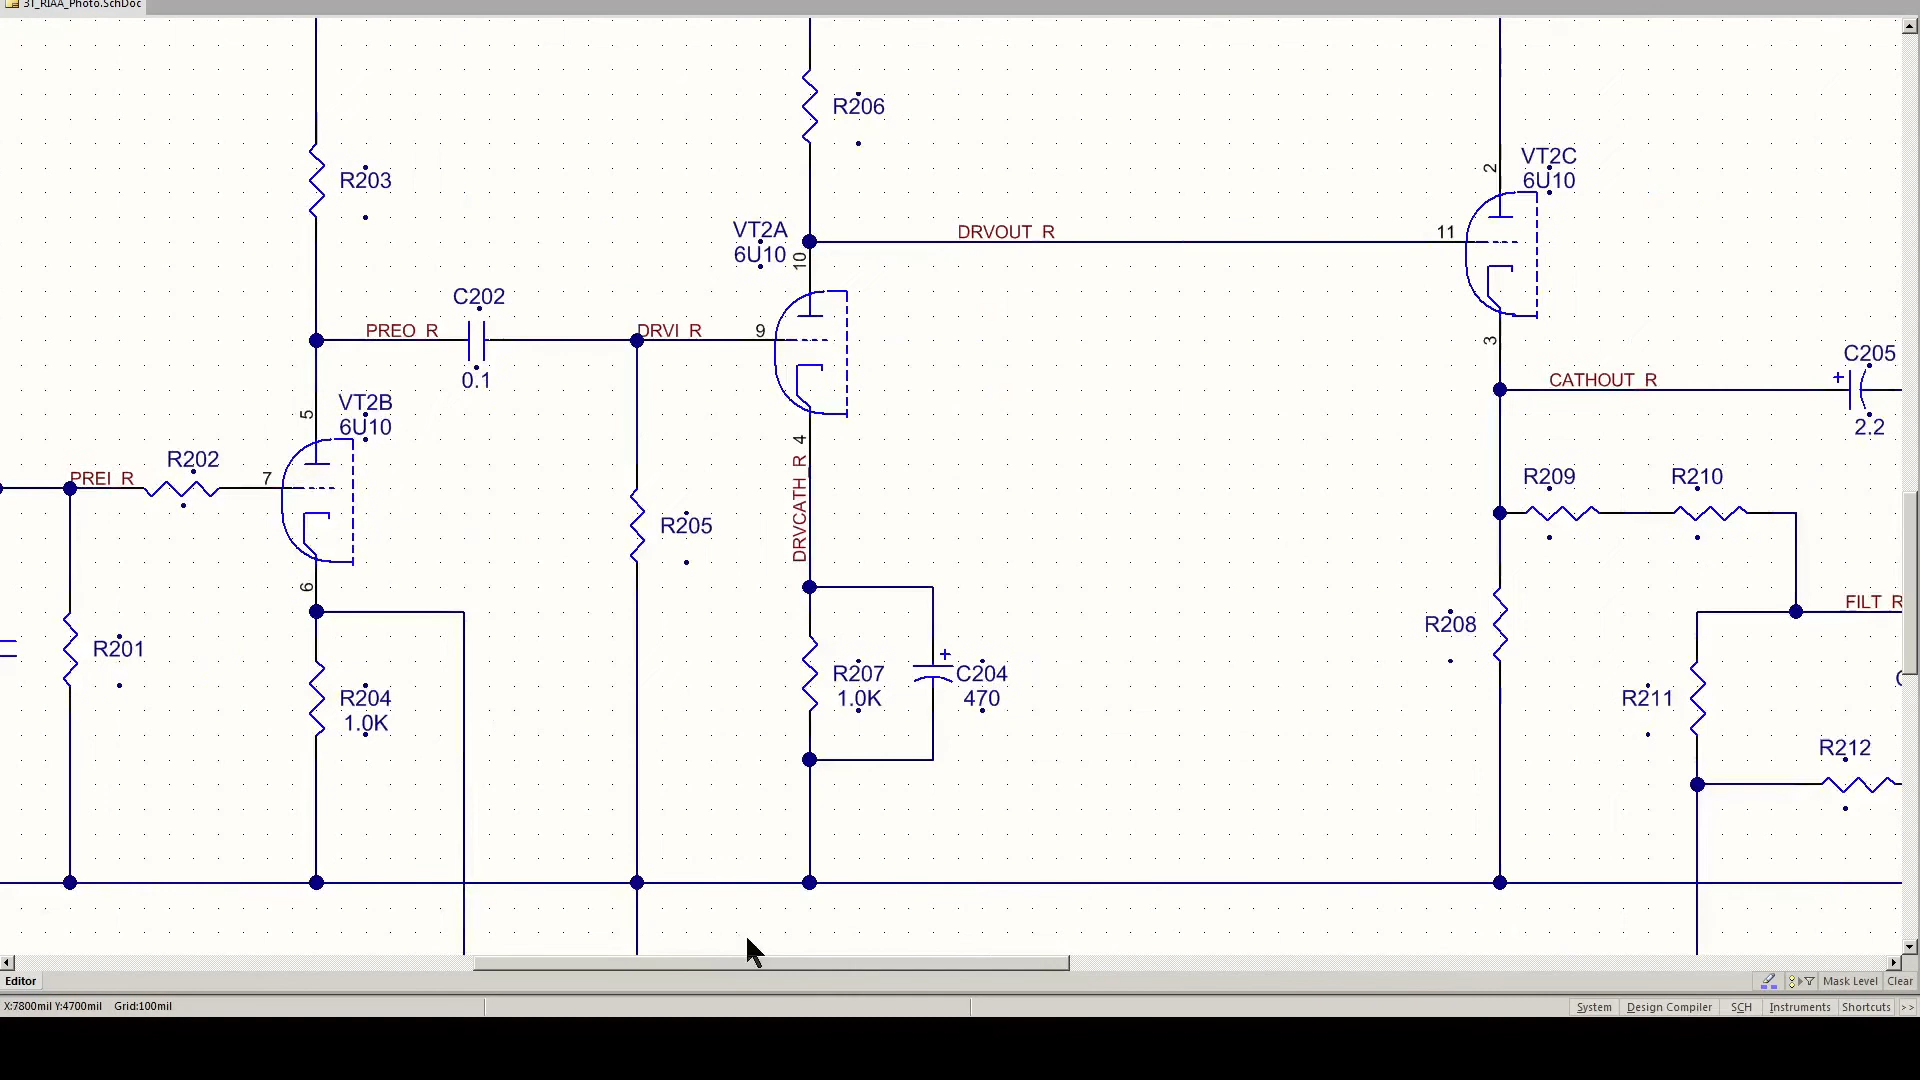 3T_RIAA_Photo.SchDoc
R206
VT2C
6U10
2
R203
VT2A
6U10
10
DRVOUT_R
11
C202
PREO_R
DRVI_R
9
0.1
3
C205
+
2.2
CATHOUT_R
VT2B
6U10
5
4
DRVCATH_R
R202
PREI_R
7
R209
R210
R205
6
FILT_R
R208
R201
R204
1.0K
R207
1.0K
+
C204
470
R211
R212
Editor
Mask Level
Clear
X:7800mil Y:4700mil Grid:100mil
System
Design Compiler
SCH
Instruments
Shortcuts
>>